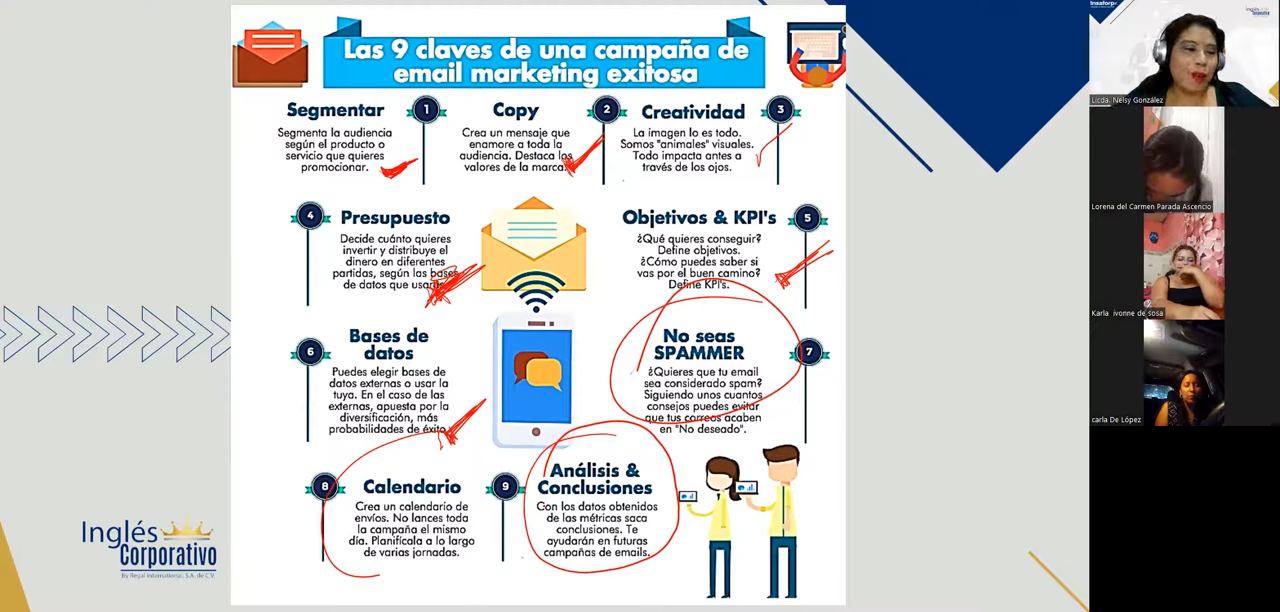 Las 9 claves de una campaña de
email marketing exitosa
Segmentar
1
Segmenta la audiencia
según el producto o
servicio que quieres
promocionar.
Copy
2
Crea un mensaje que
enamore a toda la
audiencia. Destaca los
valores de la marca.
Creatividad
3
La imagen lo es todo.
Somos "animales" visuales.
Todo impacta antes a
través de los ojos.
4
Presupuesto
Decide cuánto quieres
invertir y distribuye el
dinero en diferentes
partidas, según las bases
de datos que usarás.
Objetivos & KPI's
5
¿Qué quieres conseguir?
Define objetivos.
¿Cómo puedes saber si
vas por el buen camino?
Define KPI's.
6
Bases de
datos
Puedes elegir bases de
datos externas o usar la
tuya. En el caso de las
externas, apuesta por la
diversificación, más
probabilidades de éxito.
No seas
SPAMMER
7
¿Quieres que tu email
sea considerado spam?
Siguiendo unos cuantos
consejos puedes evitar
que tus correos acaben
en "No deseado".
8
Calendario
Crea un calendario de
envíos. No lances toda
la campaña el mismo
día. Planifícala a lo largo
de varias jornadas.
9
Análisis &
Conclusiones
Con los datos obtenidos
de las métricas saca
conclusiones. Te
ayudarán en futuras
campañas de emails.
Inglés
Corporativo
By Regal International, S.A. de C.V.
Insaforp
Inglés
Corporativo
Licda. Nelsy González
Lorena del Carmen Parada Ascencio
Karla ivonne de sosa
carla De López